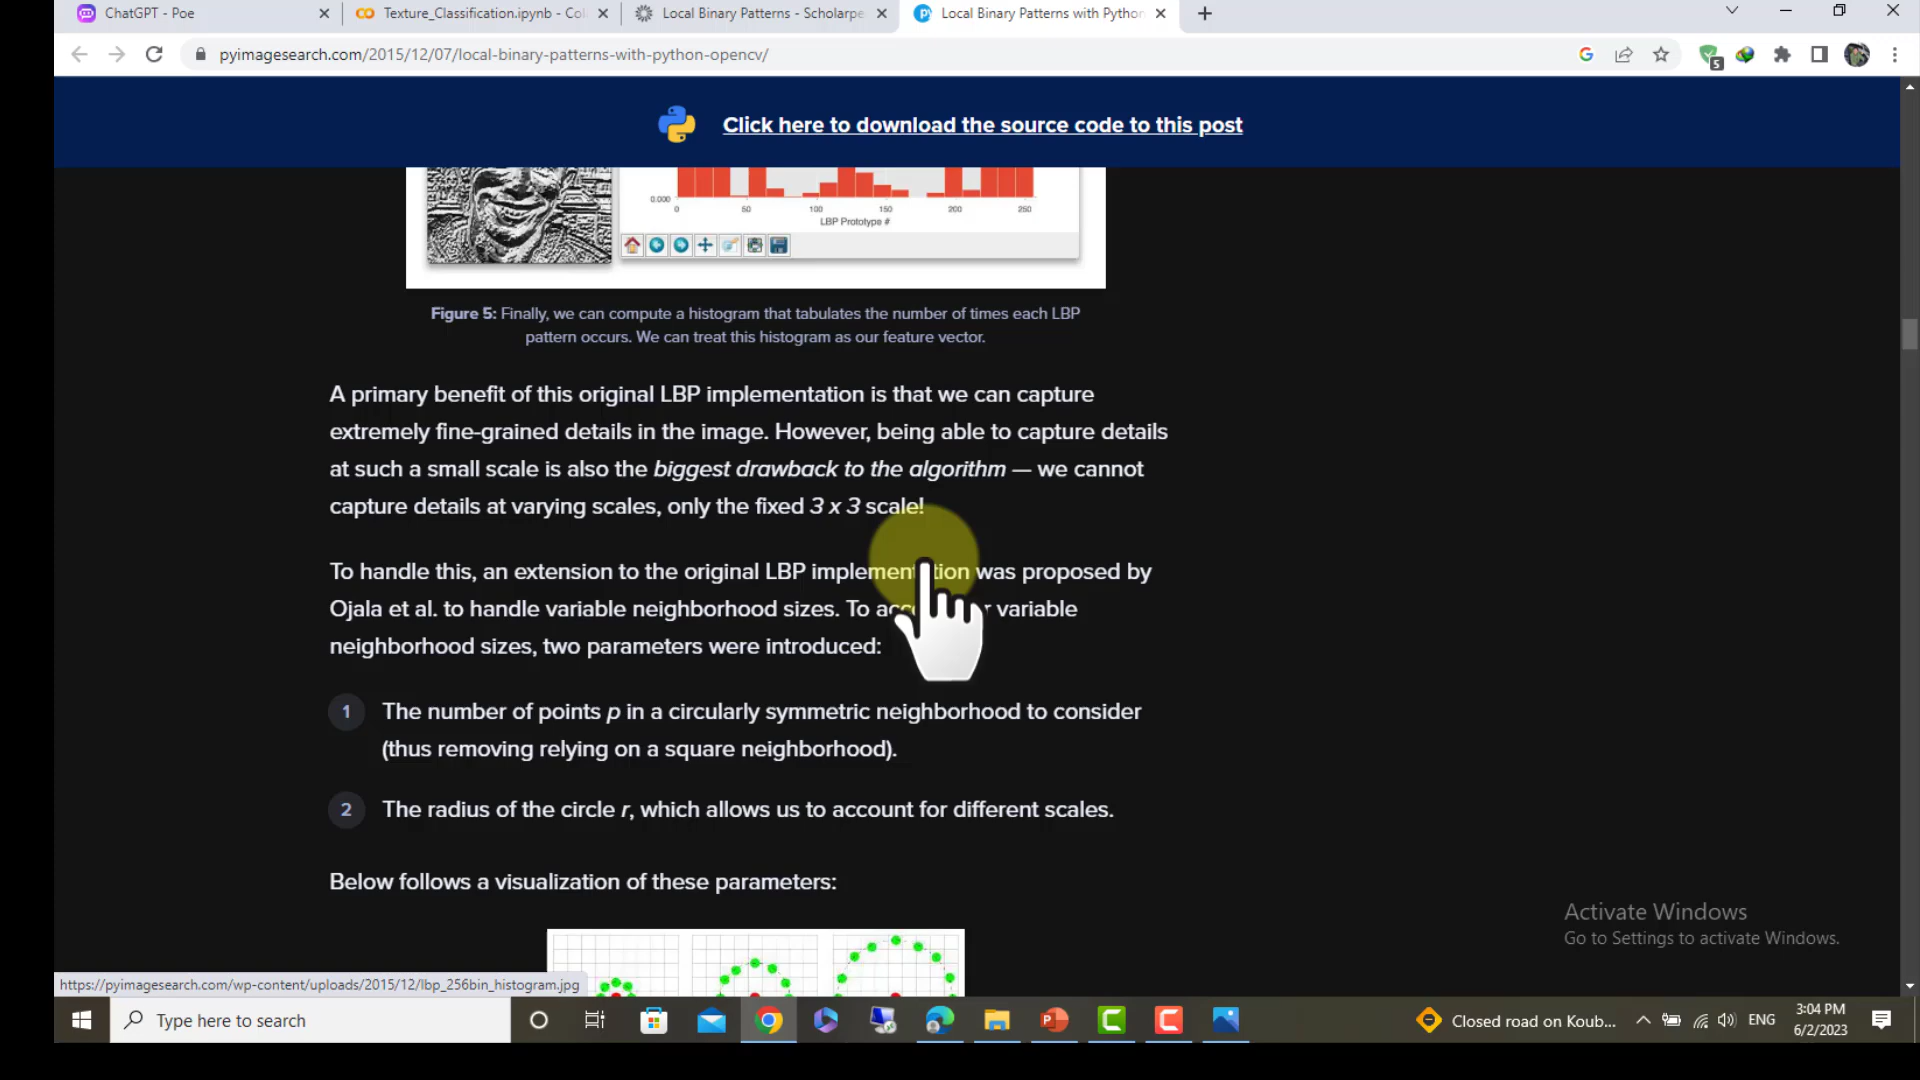 ChatGPT - Poe
Texture_Classification.ipynb - Col
Local Binary Patterns - Scholarpe
Local Binary Patterns with Python
pyimagesearch.com/2015/12/07/local-binary-patterns-with-python-opencv/
5
Click here to download the source code to this post
0.000
0 50 100 150 200 250
LBP Prototype #
Figure 5: Finally, we can compute a histogram that tabulates the number of times each LBP
pattern occurs. We can treat this histogram as our feature vector.
A primary benefit of this original LBP implementation is that we can capture
extremely fine-grained details in the image. However, being able to capture details
at such a small scale is also the biggest drawback to the algorithm — we cannot
capture details at varying scales, only the fixed 3 x 3 scale!
To handle this, an extension to the original LBP implementation was proposed by
Ojala et al. to handle variable neighborhood sizes. To variable
neighborhood sizes, two parameters were introduced:
1 The number of points p in a circularly symmetric neighborhood to consider
(thus removing relying on a square neighborhood).
2 The radius of the circle r, which allows us to account for different scales.
Below follows a visualization of these parameters:
Activate Windows
Go to Settings to activate Windows.
https://pyimagesearch.com/wp-content/uploads/2015/12/lbp_256bin_histogram.jpg
Type here to search
Closed road on Koub...
ENG
3:04 PM
6/2/2023